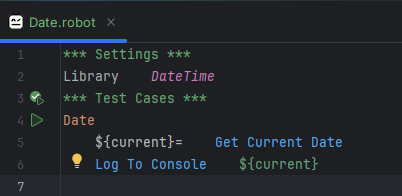 Date.robot
1 *** Settings ***
2 Library    DateTime
3 *** Test Cases ***
4 Date
5     ${current}=    Get Current Date
6     Log To Console    ${current}
7